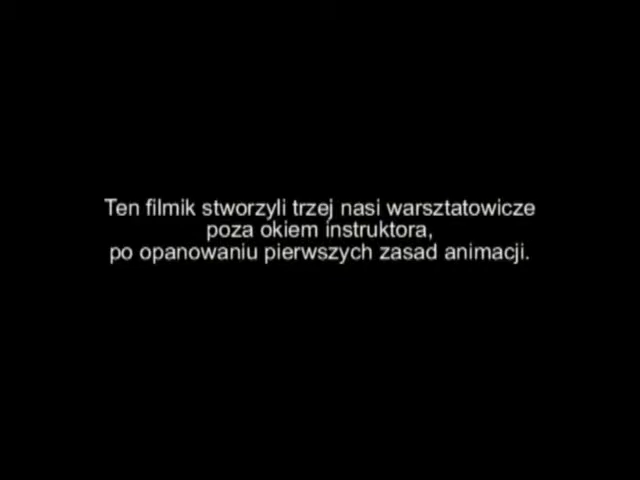 Ten filmik stworzyli trzej nasi warsztatowicze
poza okiem instruktora,
po opanowaniu pierwszych zasad animacji.